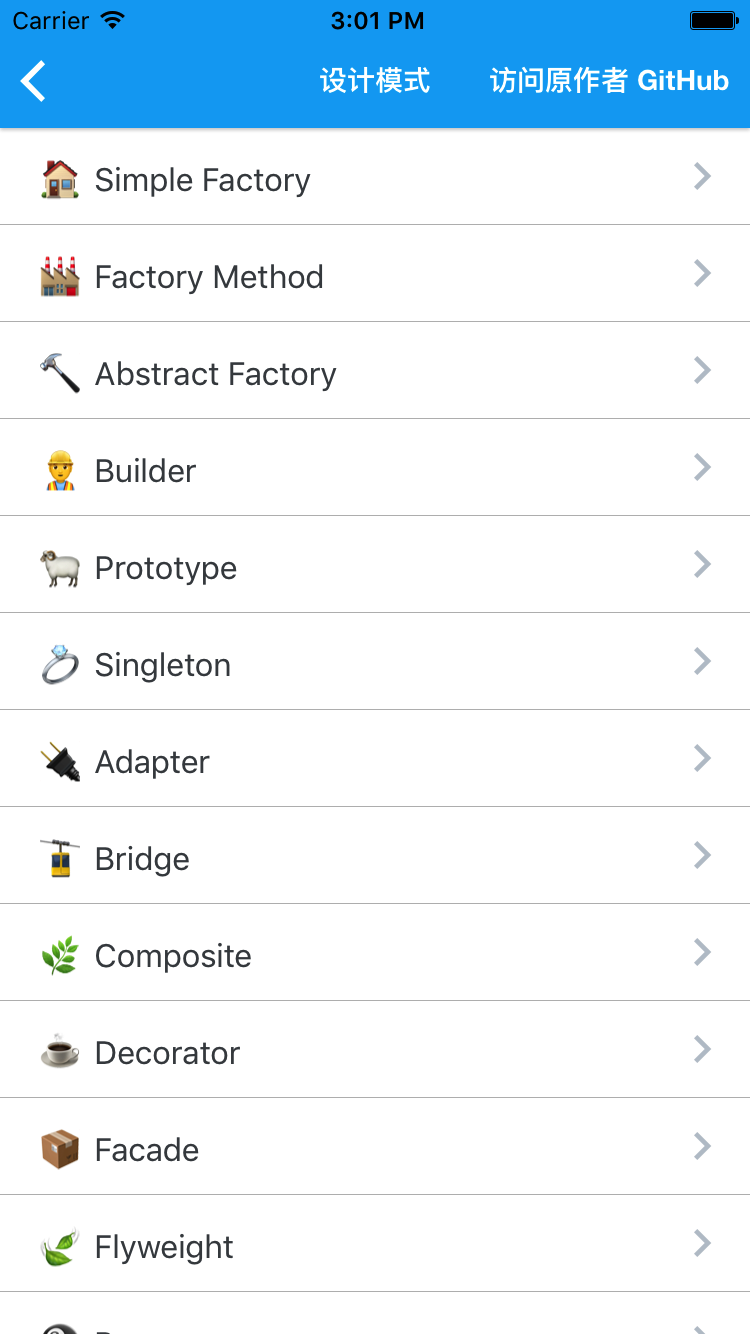 Carrier 3:01 PM
设计模式 访问原作者 GitHub
Simple Factory
Factory Method
Abstract Factory
Builder
Prototype
Singleton
Adapter
Bridge
Composite
Decorator
Facade
Flyweight